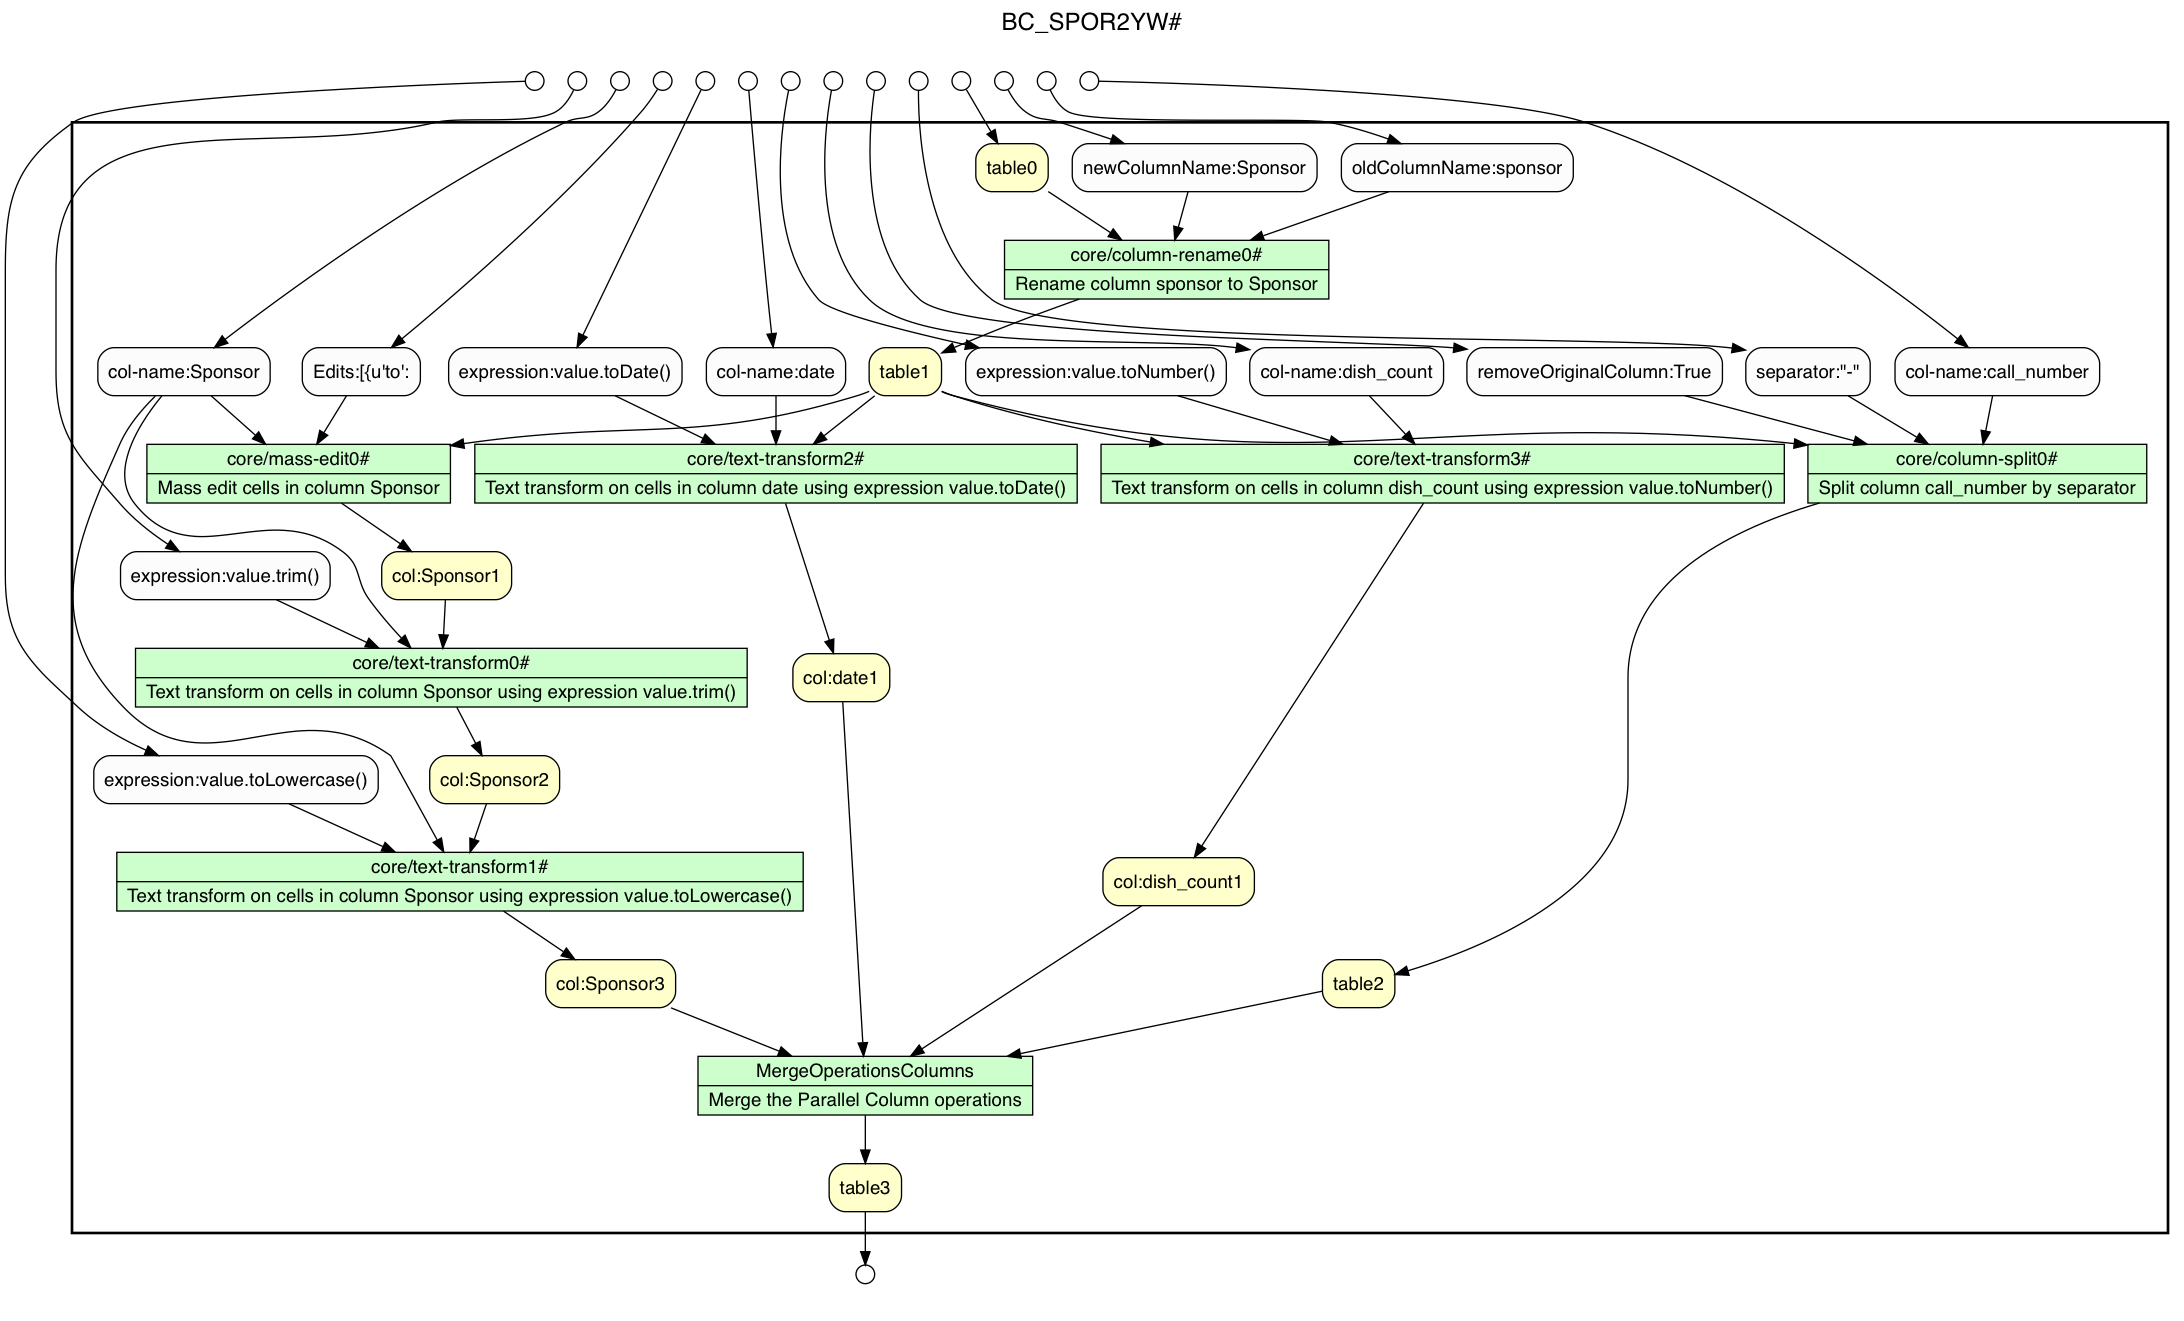 BC_SPOR2YW#
table0
newColumnName:Sponsor
oldColumnName:sponsor
core/column-rename0#
Rename column sponsor to Sponsor
col-name:Sponsor
Edits:[{u'to':
expression:value.toDate()
col-name:date
table1
expression:value.toNumber()
col-name:dish_count
removeOriginalColumn:True
separator:"-"
col-name:call_number
core/mass-edit0#
Mass edit cells in column Sponsor
core/text-transform2#
Text transform on cells in column date using expression value.toDate()
core/text-transform3#
Text transform on cells in column dish_count using expression value.toNumber()
core/column-split0#
Split column call_number by separator
expression:value.trim()
col:Sponsor1
core/text-transform0#
Text transform on cells in column Sponsor using expression value.trim()
col:date1
expression:value.toLowercase()
col:Sponsor2
core/text-transform1#
Text transform on cells in column Sponsor using expression value.toLowercase()
col:dish_count1
col:Sponsor3
table2
MergeOperationsColumns
Merge the Parallel Column operations
table3